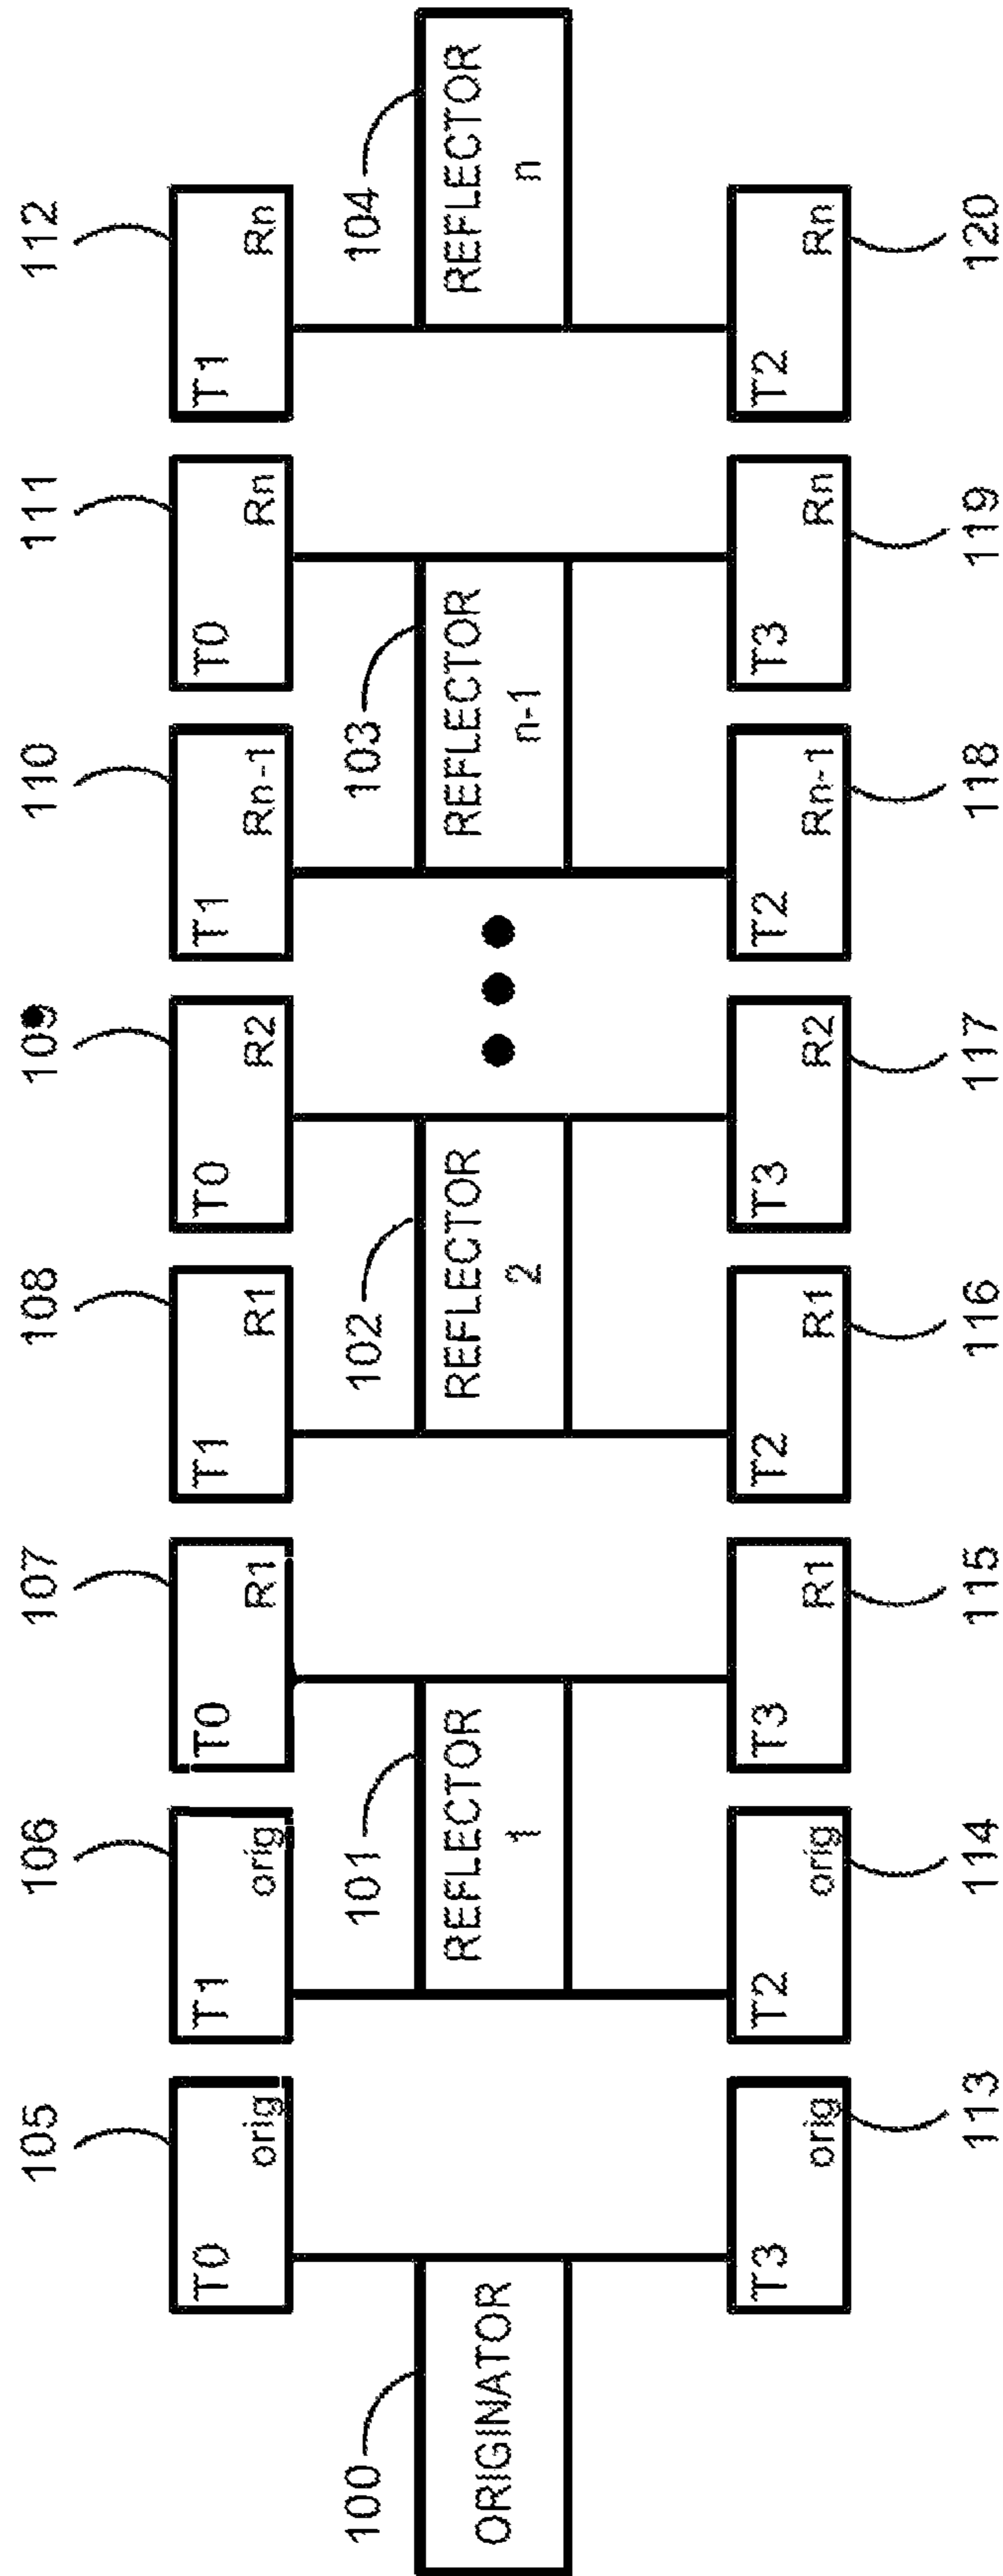 105 106 107 108 109 110 111 112
T0 orig
T1 orig
T0 R1
T1 R1
T0 R2
T1 Rn-1
T0 Rn
T1 Rn
100 101 102 103 104
ORIGINATOR
REFLECTOR
1
REFLECTOR
2
REFLECTOR
n-1
REFLECTOR
n
T3 orig
T2 orig
T3 R1
T2 R1
T3 R2
T2 Rn-1
T3 Rn
T2 Rn
113 114 115 116 117 118 119 120